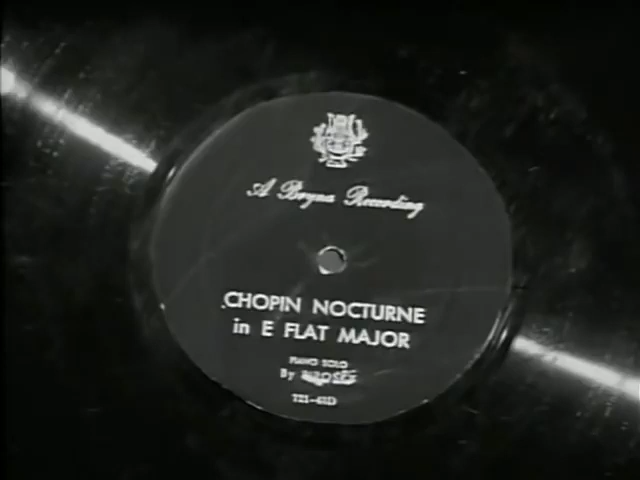 A Bryna Recording
CHOPIN NOCTURNE
in E FLAT MAJOR
PIANO SOLO
By